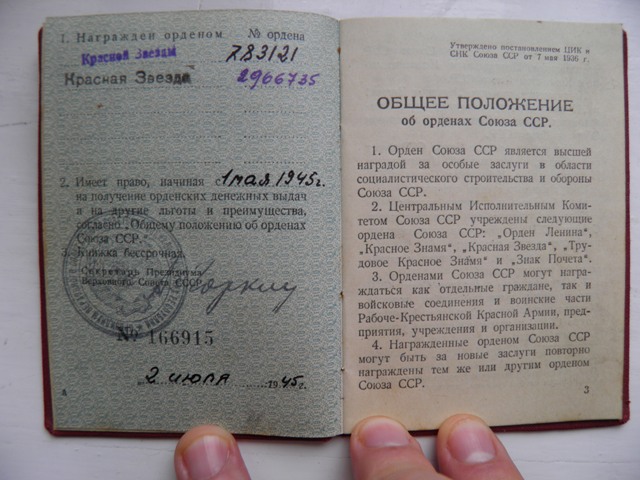 1. Награжден орденом № ордена
Красной Звезды 783121
Красная Звезда 2966735
2. Имеет право, начиная с 1 мая 1945г.
на получение орденских денежных выдач
и на другие льготы и преимущества,
согласно „Общему положению об орденах
Союза ССР."
3. Книжка бессрочная.
Секретарь Президиума
Верховного Совета СССР
Горкин
№ 166915
2 июля 1945г.
Утверждено постановлением ЦИК и
СНК Союза ССР от 7 мая 1936 г.
ОБЩЕЕ ПОЛОЖЕНИЕ
об орденах Союза ССР.
1. Орден Союза ССР является высшей
наградой за особые заслуги в области
социалистического строительства и обороны
Союза ССР.
2. Центральным Исполнительным Коми-
тетом Союза ССР учреждены следующие
ордена Союза ССР: „Орден Ленина",
„Красное Знамя", „Красная Звезда", „Тру-
довое Красное Знамя" и „Знак Почета".
3. Орденами Союза ССР могут награ-
ждаться как отдельные граждане, так и
войсковые соединения и воинские части
Рабоче-Крестьянской Красной Армии, пред-
приятия, учреждения и организации.
4. Награжденные орденом Союза ССР
могут быть за новые заслуги повторно
награждены тем же или другим орденом
Союза ССР.
3